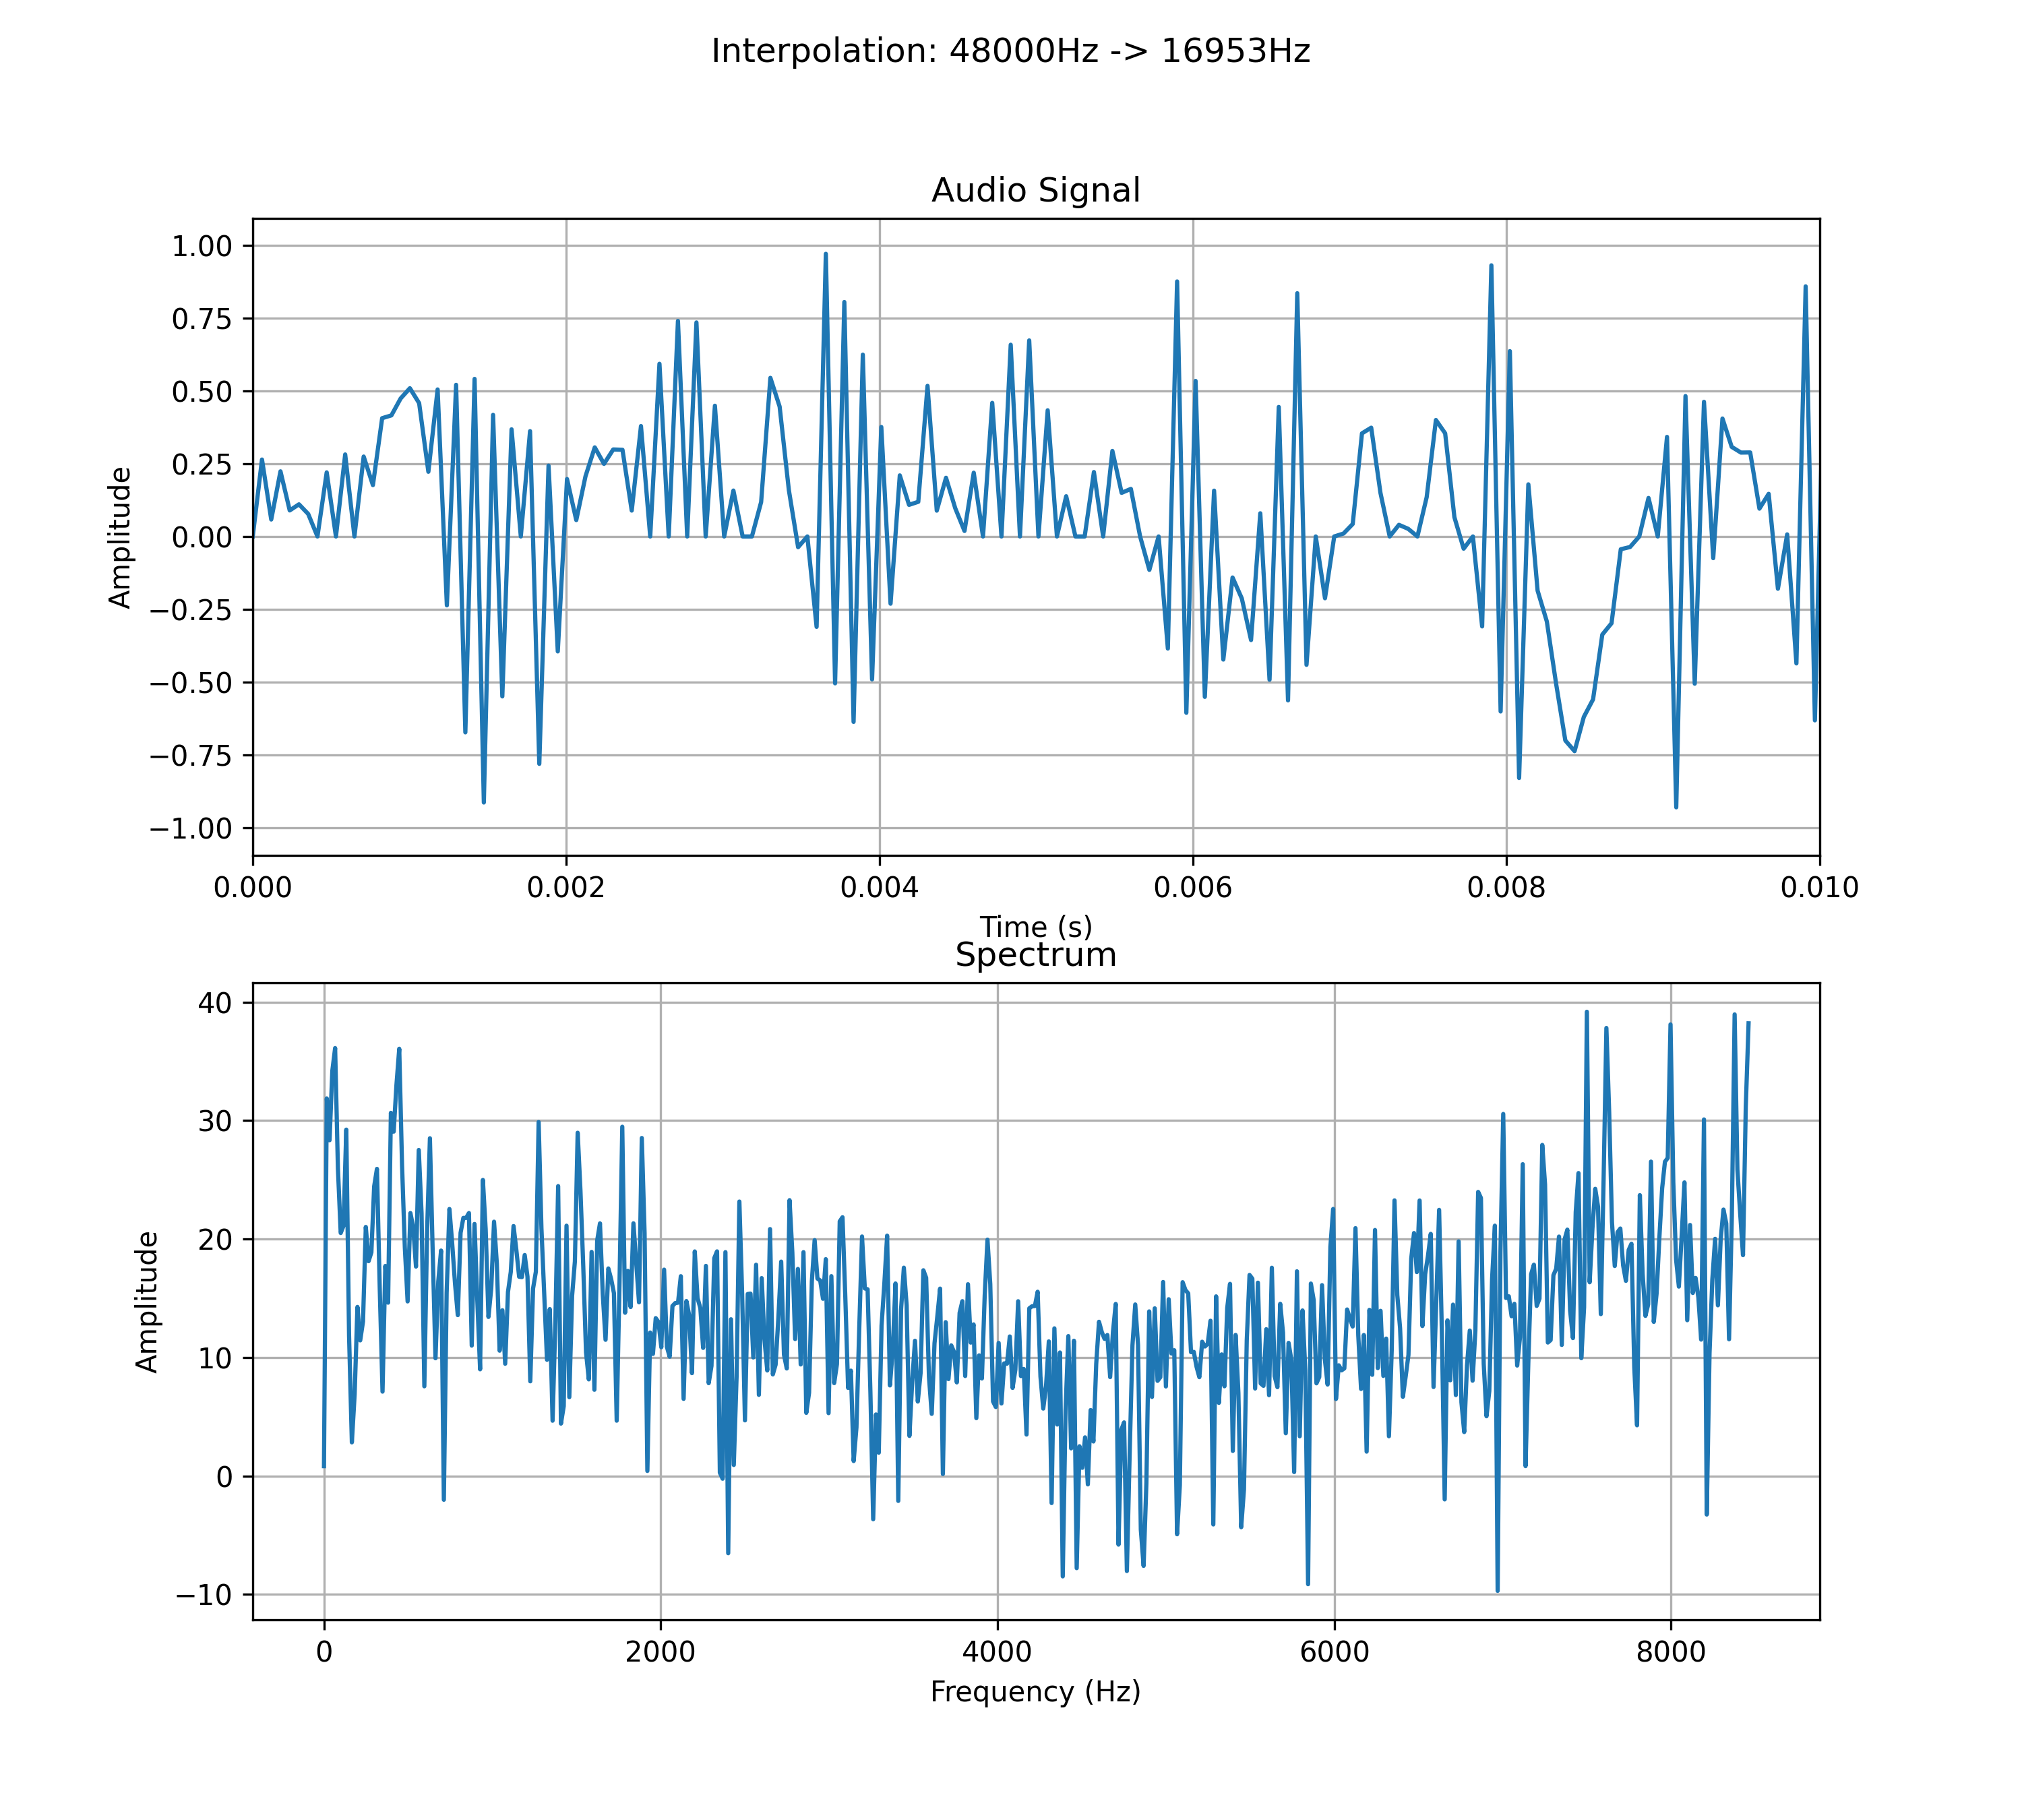 Interpolation: 48000Hz -> 16953Hz
Audio Signal
Amplitude
1.00
0.75
0.50
0.25
0.00
−0.25
−0.50
−0.75
−1.00
0.000 0.002 0.004 0.006 0.008 0.010
Time (s)
Spectrum
Amplitude
40
30
20
10
0
−10
0 2000 4000 6000 8000
Frequency (Hz)